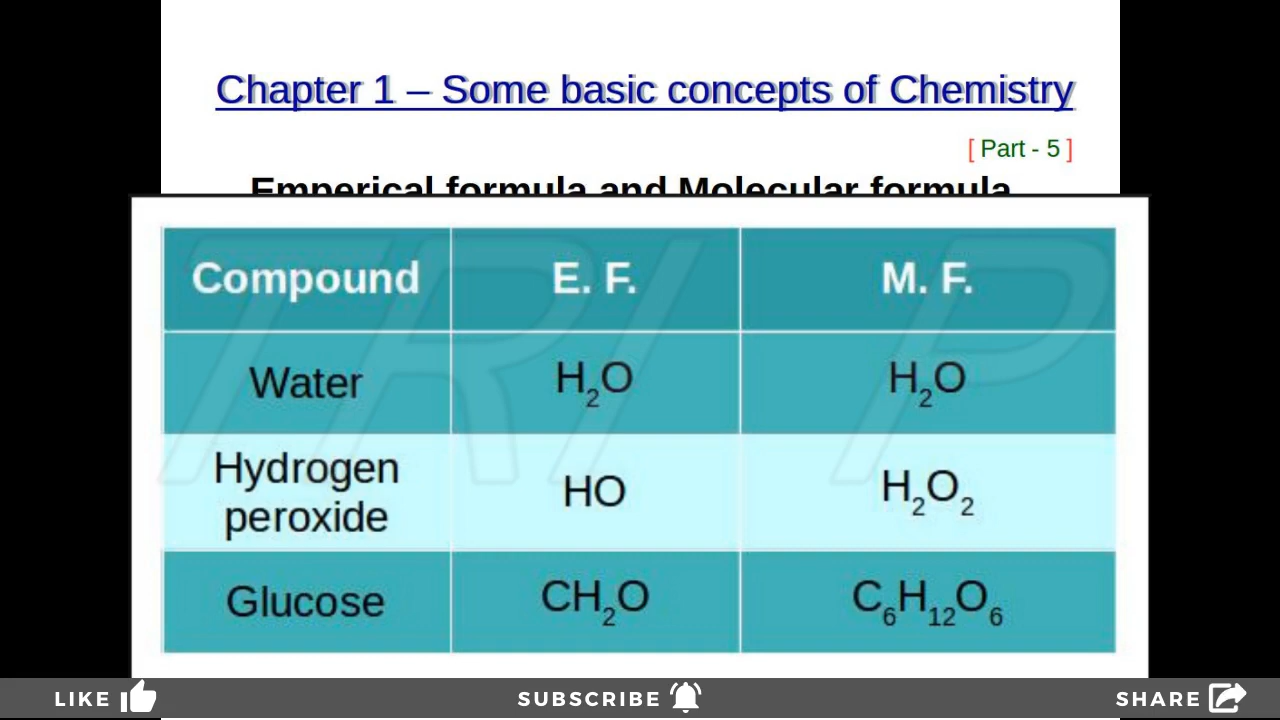 Chapter 1 – Some basic concepts of Chemistry
[ Part - 5 ]
Emperical formula and Molecular formula
Compound E. F. M. F.
Water H₂O H₂O
Hydrogen
peroxide HO H₂O₂
Glucose CH₂O C₆H₁₂O₆
LIKE SUBSCRIBE SHARE